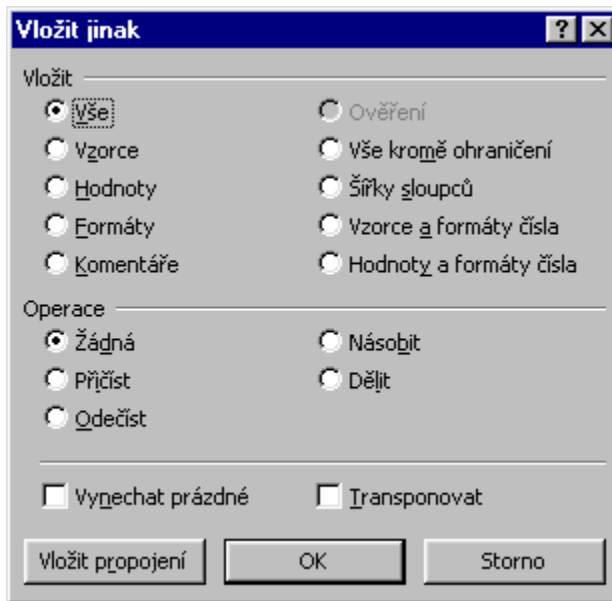 Vložit jinak
Vložit
Vše
Ověření
Vzorce
Vše kromě ohraničení
Hodnoty
Šířky sloupců
Formáty
Vzorce a formáty čísla
Komentáře
Hodnoty a formáty čísla
Operace
Žádná
Násobit
Přičíst
Dělit
Odečíst
Vynechat prázdné
Transponovat
Vložit propojení
OK
Storno